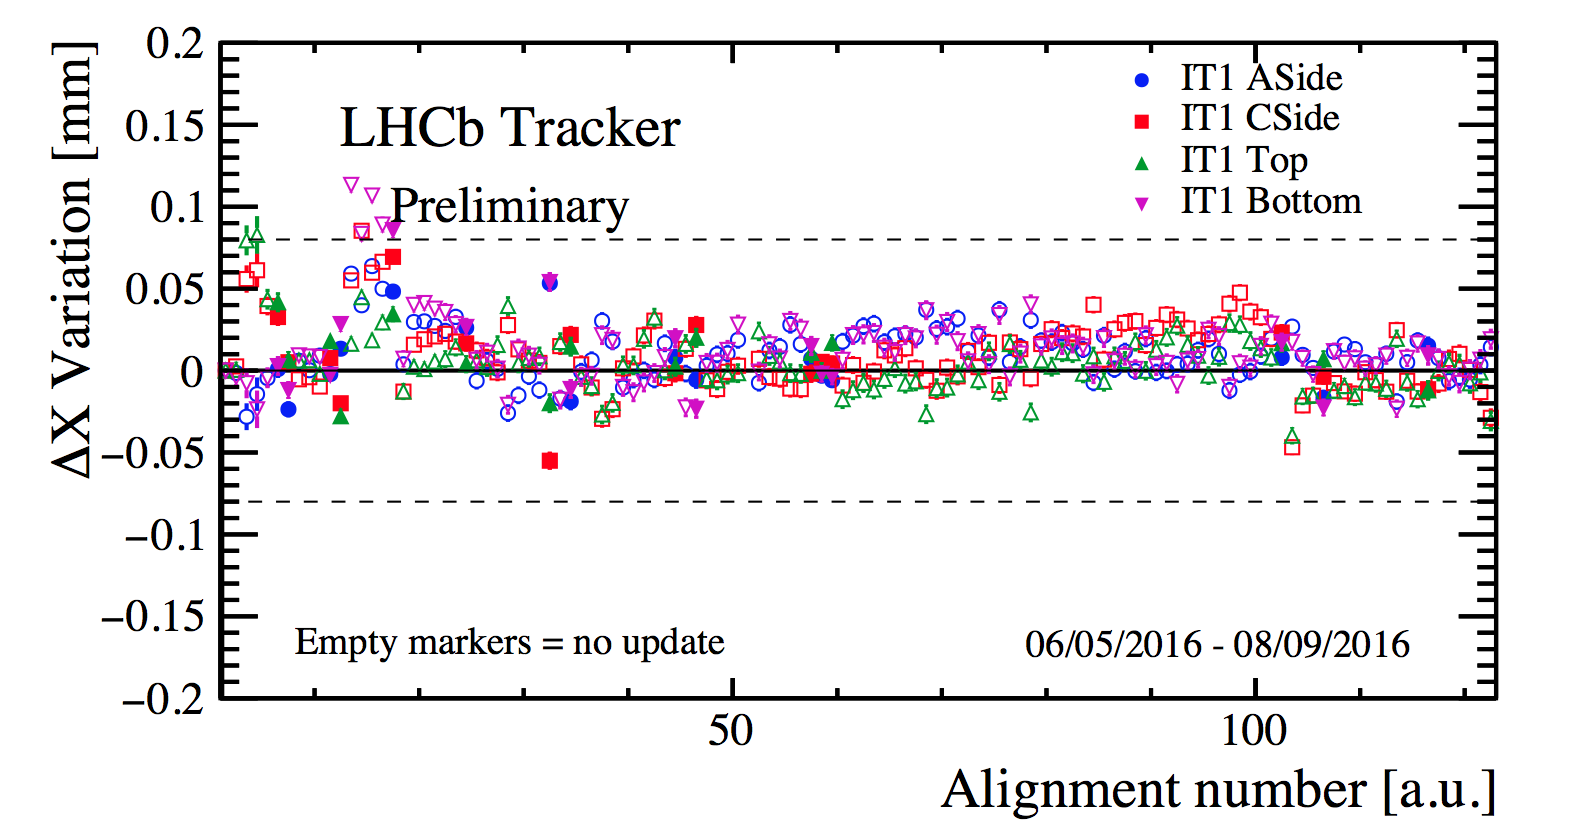 0.2
0.15
0.1
0.05
0
−0.05
−0.1
−0.15
−0.2
ΔX Variation [mm]
LHCb Tracker
Preliminary
IT1 ASide
IT1 CSide
IT1 Top
IT1 Bottom
Empty markers = no update
06/05/2016 - 08/09/2016
50
100
Alignment number [a.u.]